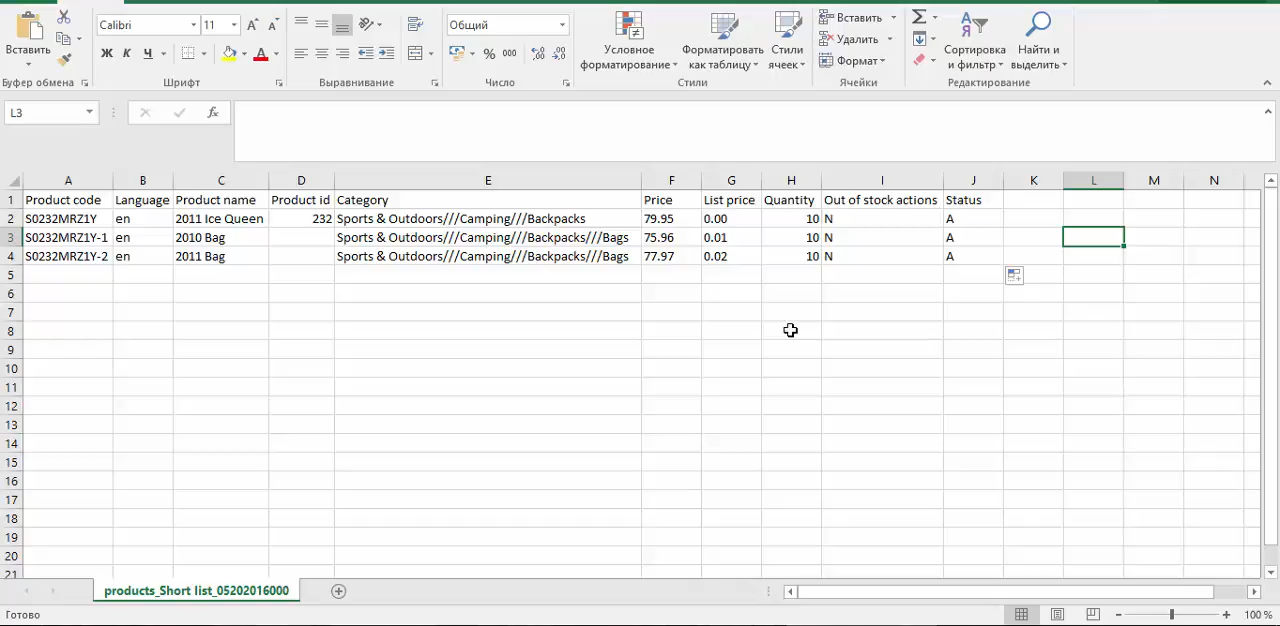 Calibri 11 Общий
Вставить
Ж К Ч А
% 000
Условное форматирование
Форматировать как таблицу
Стили ячеек
Вставить
Удалить
Формат
Сортировка и фильтр
Найти и выделить
Буфер обмена Шрифт Выравнивание Число Стили Ячейки Редактирование
L3 fx
A B C D E F G H I J K L M N
1 Product code Language Product name Product id Category Price List price Quantity Out of stock actions Status
2 S0232MRZ1Y en 2011 Ice Queen 232 Sports & Outdoors///Camping///Backpacks 79.95 0.00 10 N A
3 S0232MRZ1Y-1 en 2010 Bag Sports & Outdoors///Camping///Backpacks///Bags 75.96 0.01 10 N A
4 S0232MRZ1Y-2 en 2011 Bag Sports & Outdoors///Camping///Backpacks///Bags 77.97 0.02 10 N A
5
6
7
8
9
10
11
12
13
14
15
16
17
18
19
20
21
products_Short list_05202016000
Готово 100 %